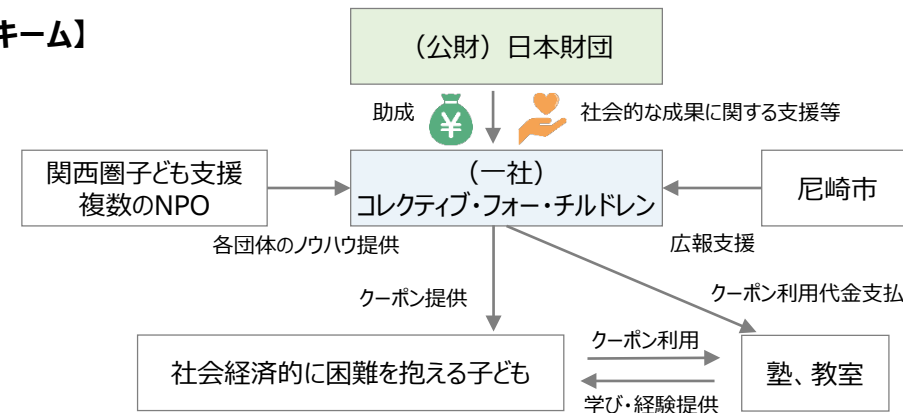 キーム】
（公財）日本財団
助成
¥
社会的な成果に関する支援等
関西圏子ども支援
複数のNPO
（一社）
コレクティブ・フォー・チルドレン
尼崎市
各団体のノウハウ提供
広報支援
クーポン提供
クーポン利用代金支払
社会経済的に困難を抱える子ども
クーポン利用
塾、教室
学び・経験提供